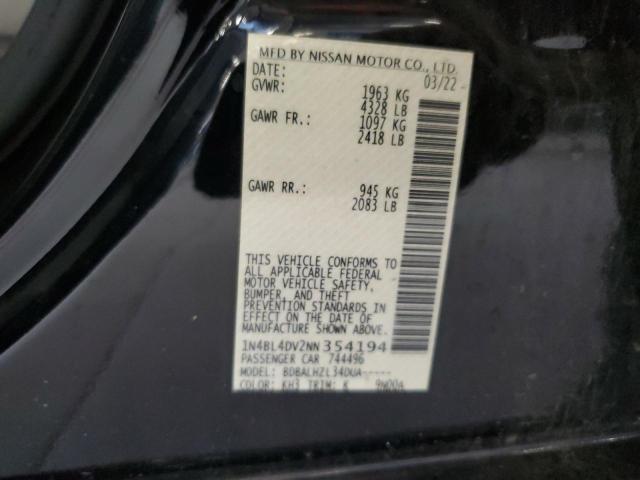 MFD BY NISSAN MOTOR CO., LTD.
DATE: 03/22
GVWR: 1963 KG
4328 LB
GAWR FR.: 1097 KG
2418 LB
GAWR RR.: 945 KG
2083 LB
THIS VEHICLE CONFORMS TO
ALL APPLICABLE FEDERAL
MOTOR VEHICLE SAFETY,
BUMPER, AND THEFT
PREVENTION STANDARDS IN
EFFECT ON THE DATE OF
MANUFACTURE SHOWN ABOVE.
1N4BL4DV2NN354194
PASSENGER CAR 744496
MODEL: BDBALHZL34DUA-----
COLOR: KH3 TRIM: K